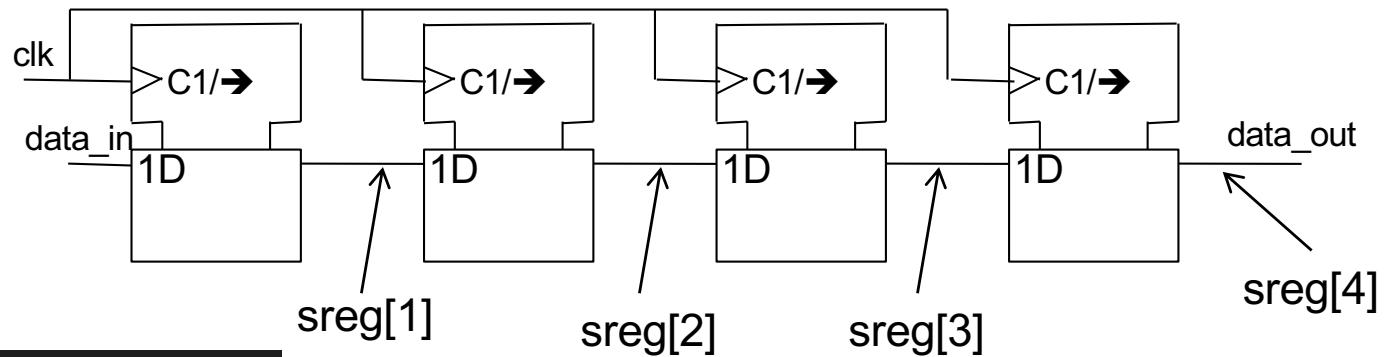 clk
C1/➔ C1/➔ C1/➔ C1/➔
data_in
data_out
1D 1D 1D 1D
sreg[1] sreg[2] sreg[3] sreg[4]